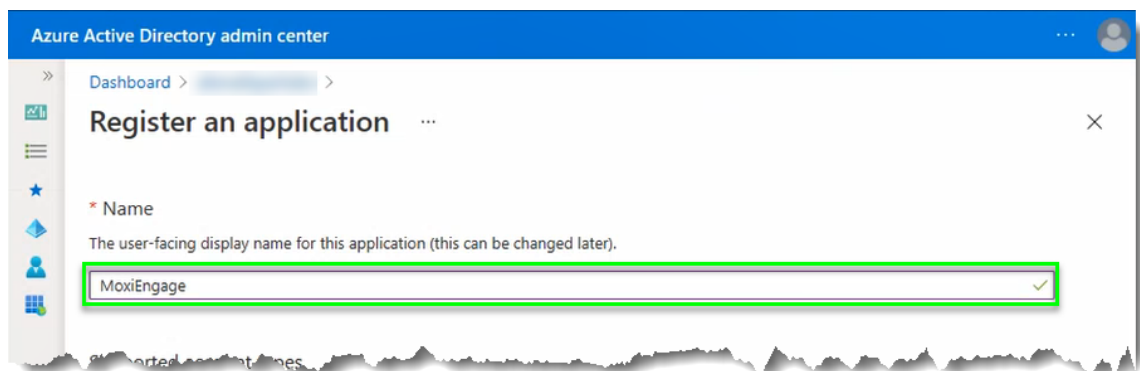 Azure Active Directory admin center
Dashboard > >
Register an application ...
* Name
The user-facing display name for this application (this can be changed later).
MoxiEngage